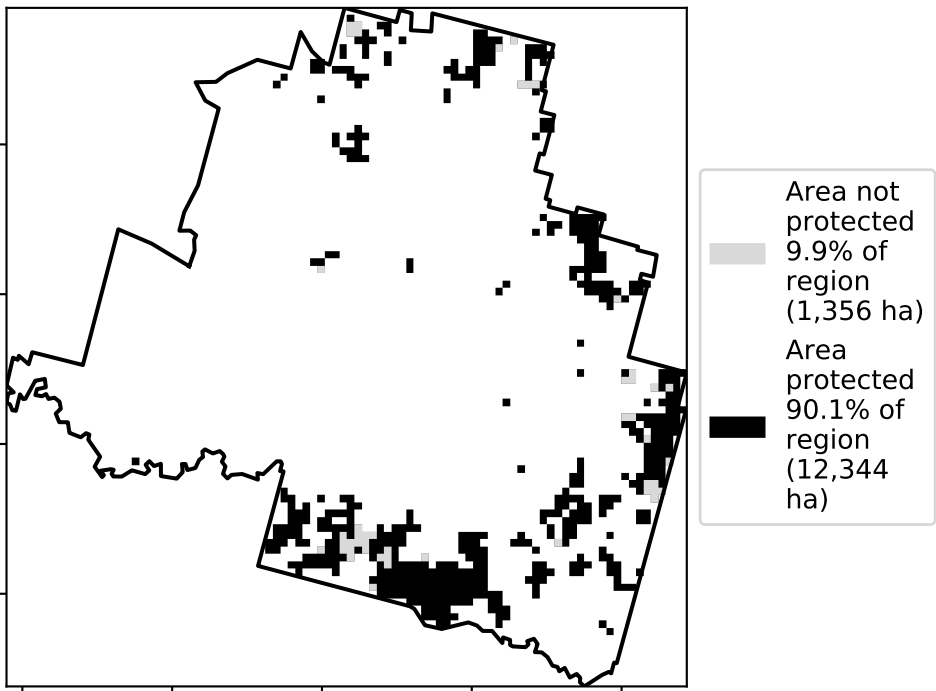 Area not
protected
9.9% of
region
(1,356 ha)
Area
protected
90.1% of
region
(12,344
ha)